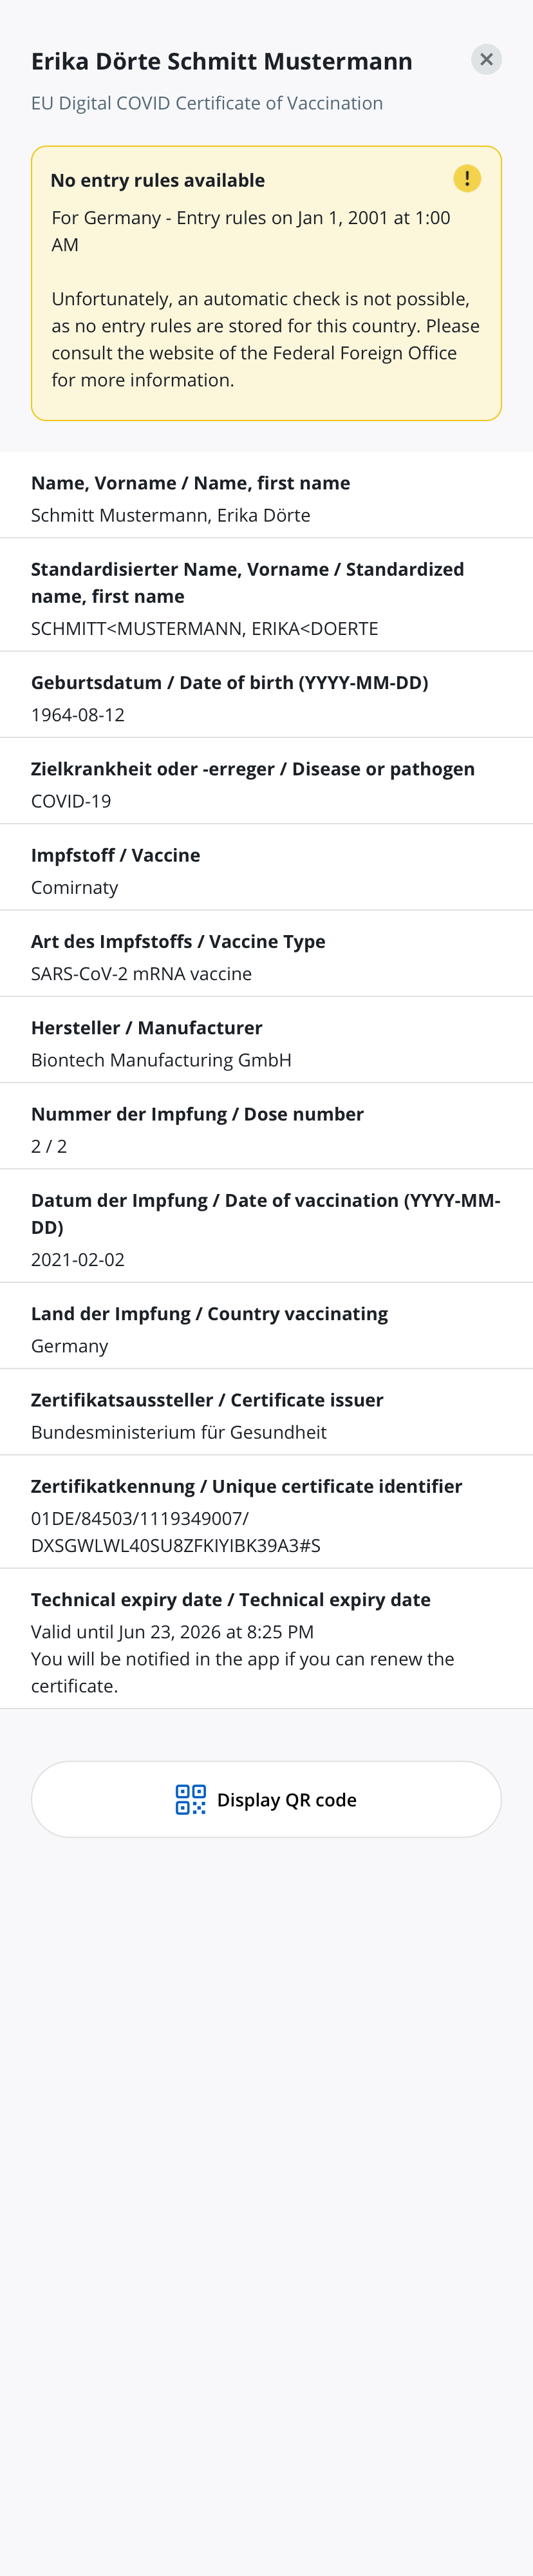 Erika Dörte Schmitt Mustermann
EU Digital COVID Certificate of Vaccination
No entry rules available
For Germany - Entry rules on Jan 1, 2001 at 1:00
AM
Unfortunately, an automatic check is not possible,
as no entry rules are stored for this country. Please
consult the website of the Federal Foreign Office
for more information.
Name, Vorname / Name, first name
Schmitt Mustermann, Erika Dörte
Standardisierter Name, Vorname / Standardized
name, first name
SCHMITT<MUSTERMANN, ERIKA<DOERTE
Geburtsdatum / Date of birth (YYYY-MM-DD)
1964-08-12
Zielkrankheit oder -erreger / Disease or pathogen
COVID-19
Impfstoff / Vaccine
Comirnaty
Art des Impfstoffs / Vaccine Type
SARS-CoV-2 mRNA vaccine
Hersteller / Manufacturer
Biontech Manufacturing GmbH
Nummer der Impfung / Dose number
2 / 2
Datum der Impfung / Date of vaccination (YYYY-MM-
DD)
2021-02-02
Land der Impfung / Country vaccinating
Germany
Zertifikatsaussteller / Certificate issuer
Bundesministerium für Gesundheit
Zertifikatkennung / Unique certificate identifier
01DE/84503/1119349007/
DXSGWLWL40SU8ZFKIYIBK39A3#S
Technical expiry date / Technical expiry date
Valid until Jun 23, 2026 at 8:25 PM
You will be notified in the app if you can renew the
certificate.
Display QR code